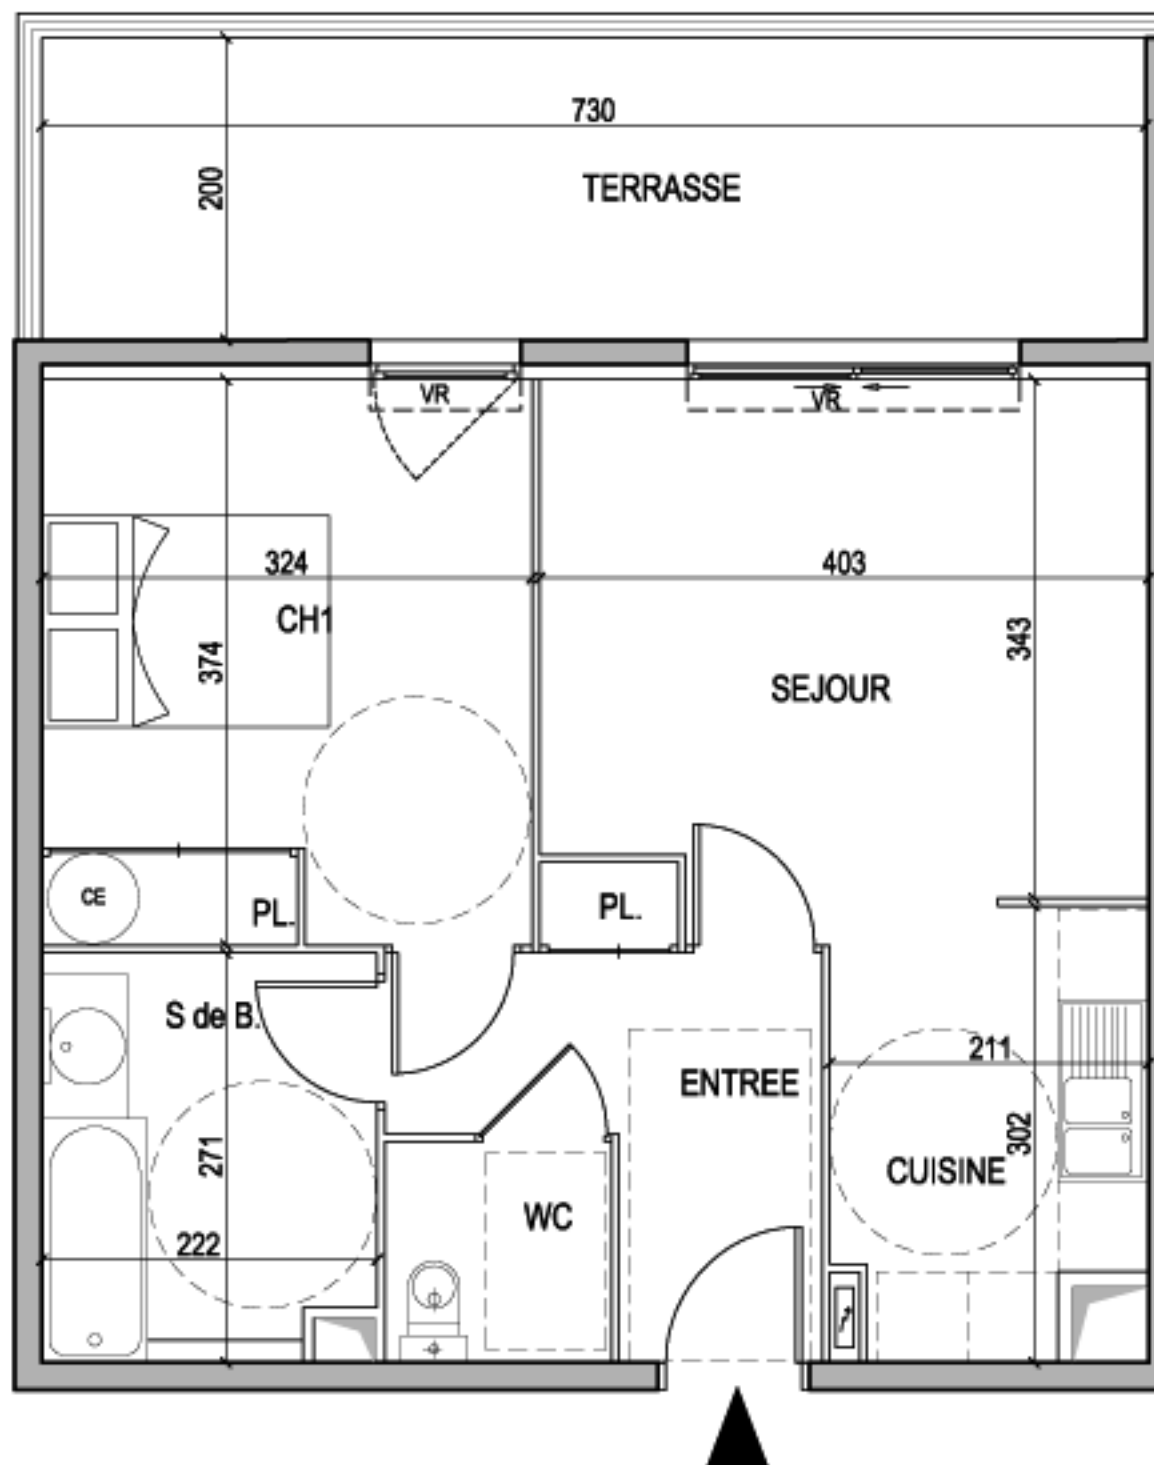 730
200
TERRASSE
VR
VR
324
403
CH1
374
343
SEJOUR
CE
PL.
PL.
S de B.
211
ENTREE
302
271
CUISINE
WC
222